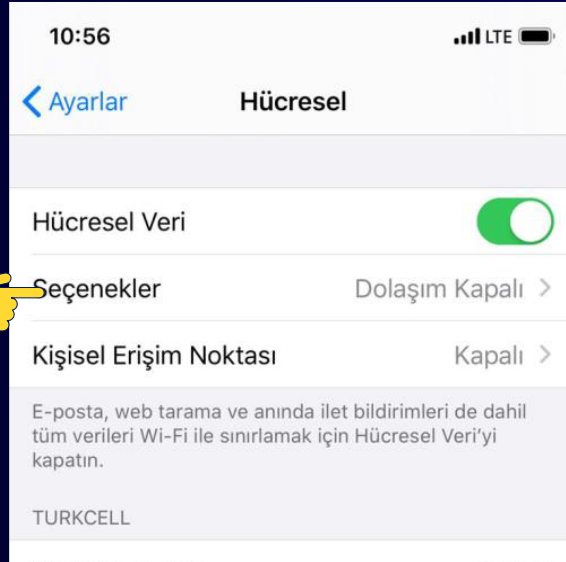 10:56 LTE
Ayarlar Hücresel
Hücresel Veri
Seçenekler Dolaşım Kapalı
Kişisel Erişim Noktası Kapalı
E-posta, web tarama ve anında ilet bildirimleri de dahil
tüm verileri Wi-Fi ile sınırlamak için Hücresel Veri'yi
kapatın.
TURKCELL